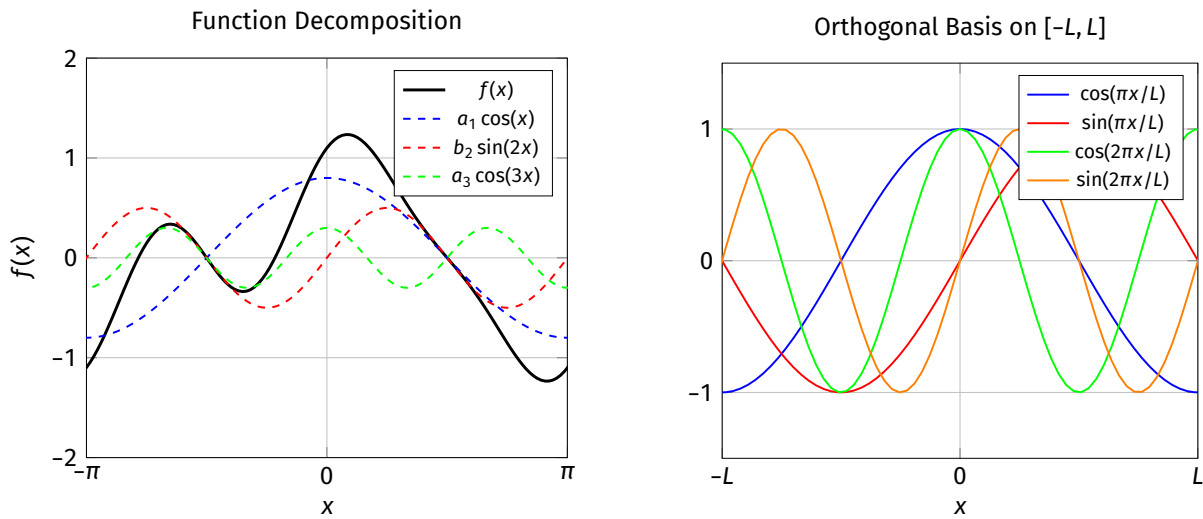 Function Decomposition
2
1
0
−1
−2
f(x)
f(x)
a₁ cos(x)
b₂ sin(2x)
a₃ cos(3x)
−π
0
π
x
Orthogonal Basis on [−L, L]
1
0
−1
cos(πx/L)
sin(πx/L)
cos(2πx/L)
sin(2πx/L)
−L
0
L
x